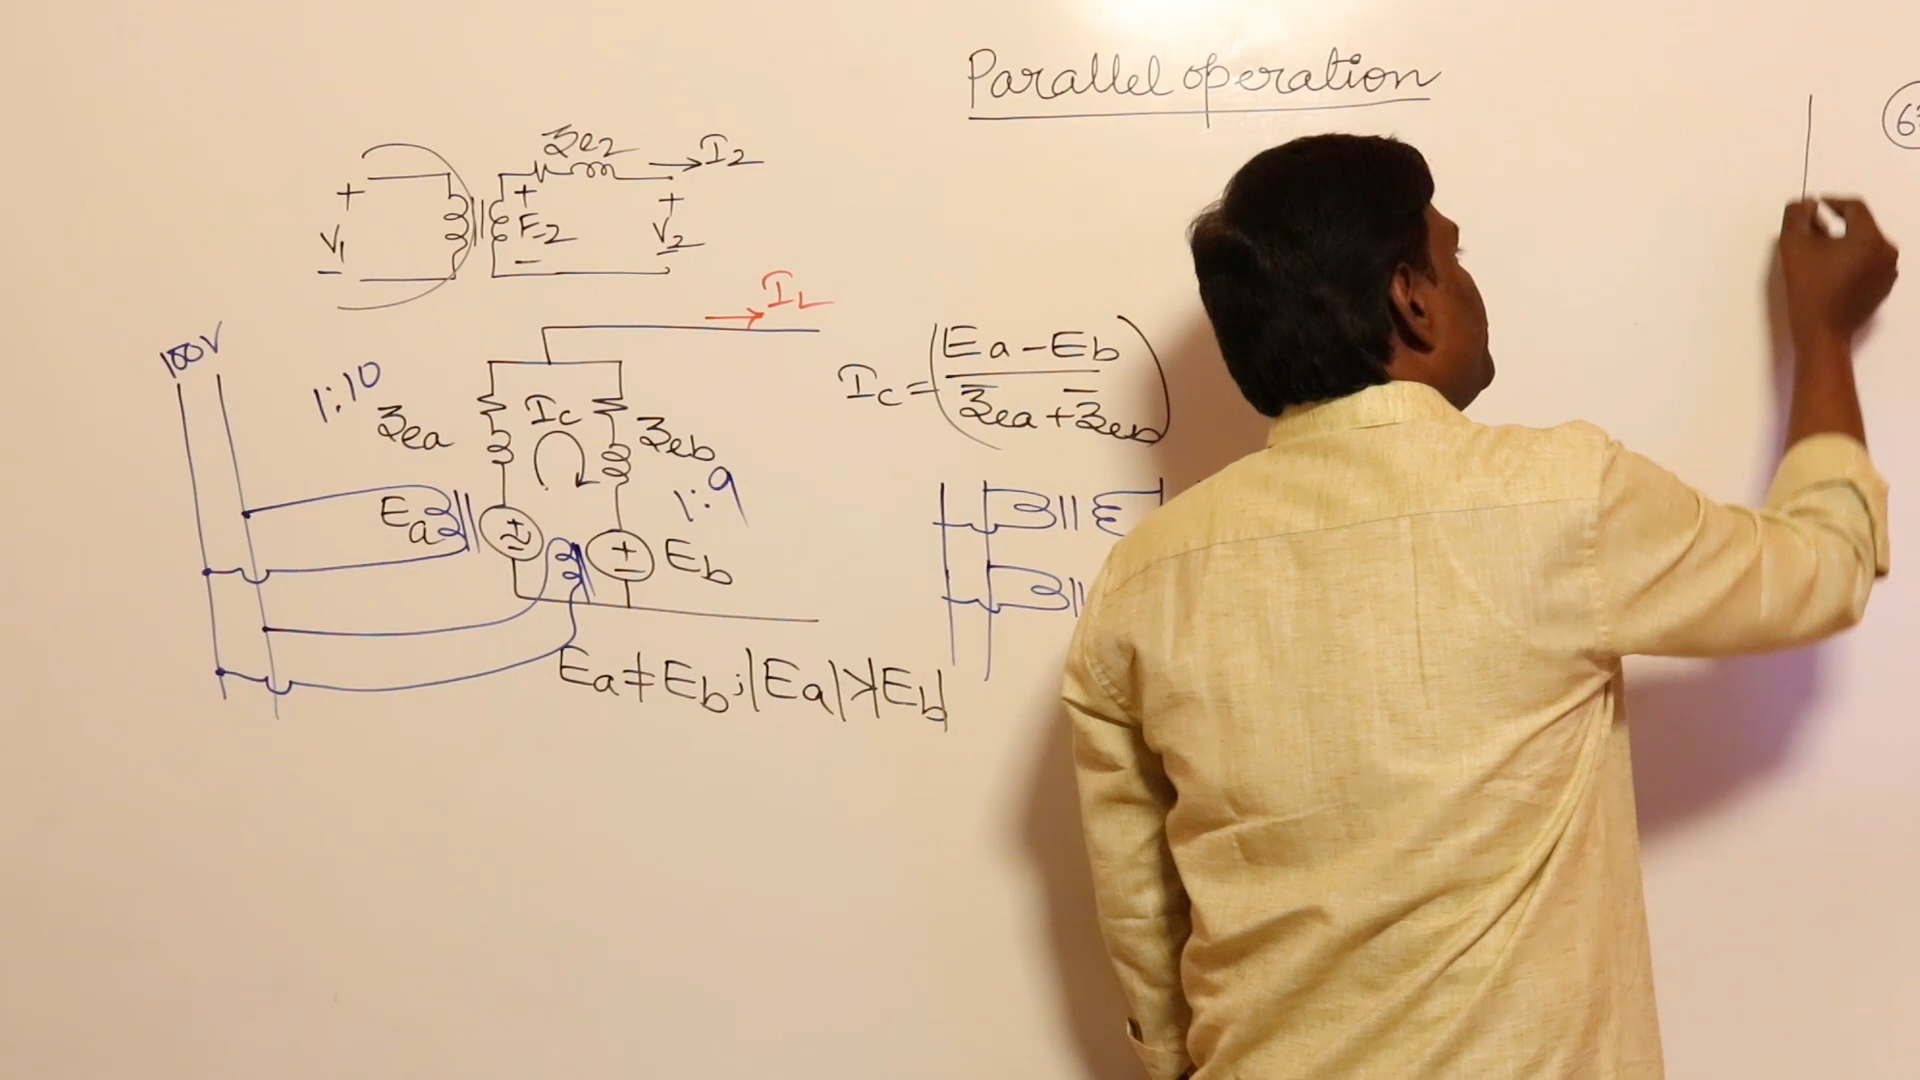 Parallel operation
6
Ze2
I2
+
+
+
V1
E2
V2
-
-
-
IL
100V
1:10
Zea
Ic
Zeb
1:9
Ic = (Ea - Eb / Zea + Zeb)
Ea
+
-
+
-
Eb
Ea ≠ Eb ; |Ea| > |Eb|